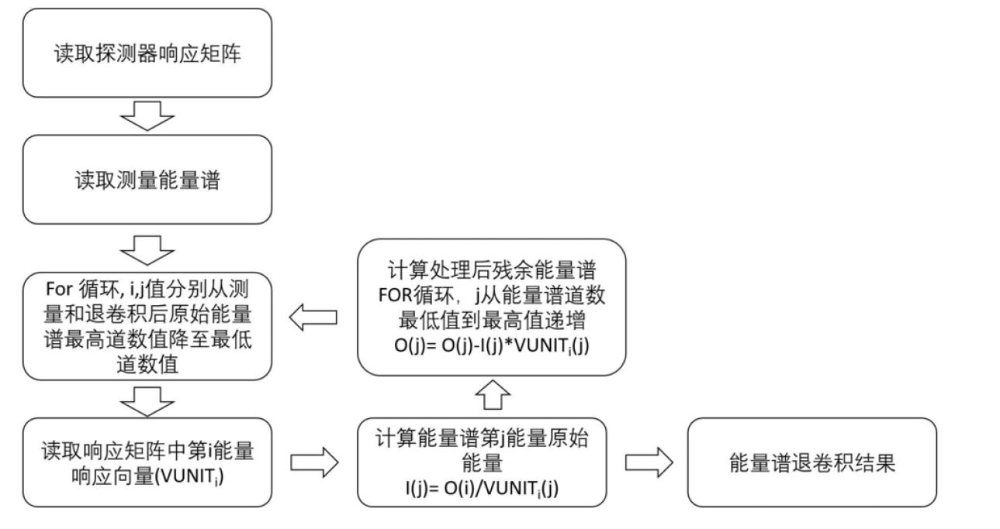 读取探测器响应矩阵
读取测量能量谱
For 循环, i,j值分别从测
量和退卷积后原始能量
谱最高道数值降至最低
道数值
读取响应矩阵中第i能量
响应向量(VUNITᵢ)
计算处理后残余能量谱
FOR循环，j从能量谱道数
最低值到最高值递增
O(j)= O(j)-I(j)*VUNITᵢ(j)
计算能量谱第j能量原始
能量
I(j)= O(i)/VUNITᵢ(j)
能量谱退卷积结果